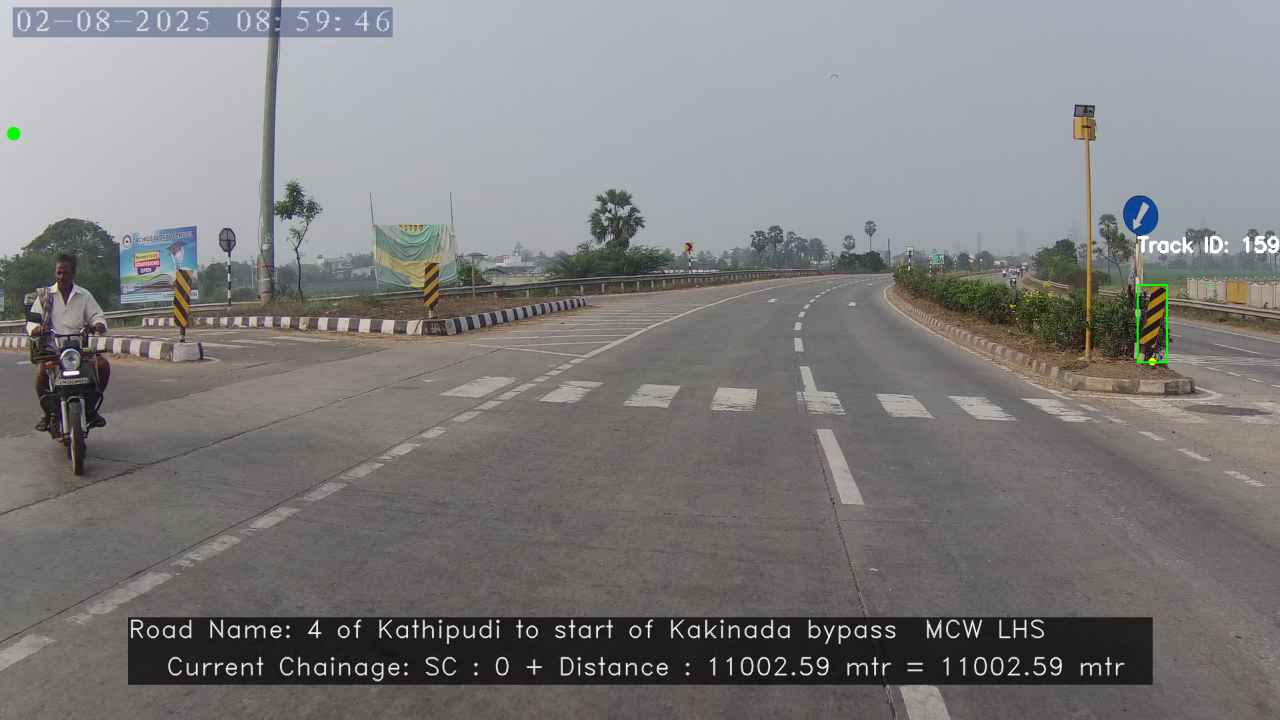 02-08-2025 08:59:46
Track ID: 159
Road Name: 4 of Kathipudi to start of Kakinada bypass MCW LHS
Current Chainage: SC : 0 + Distance : 11002.59 mtr = 11002.59 mtr